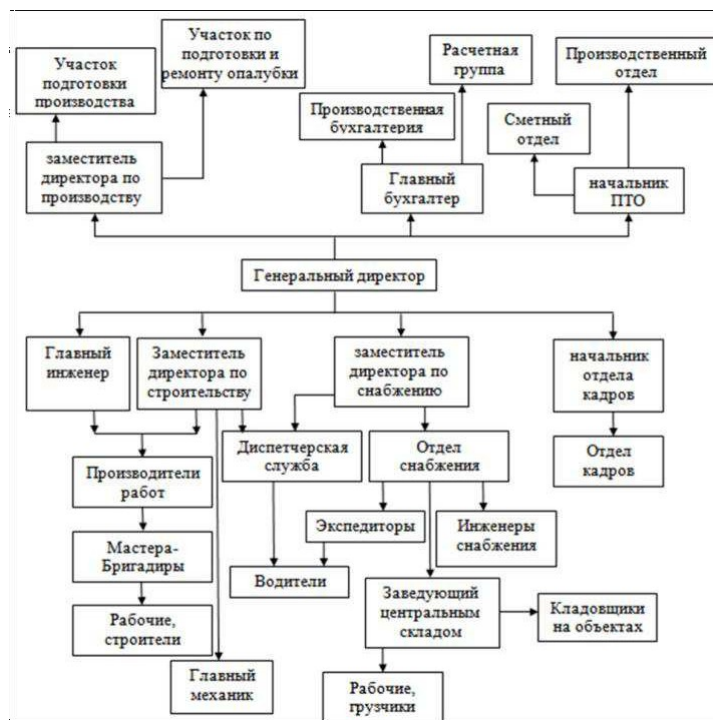 Участок
подготовки
производства
Участок по
подготовки и
ремонту опалубки
Расчетная
группа
Производственный
отдел
Производственная
бухгалтерия
Сметный
отдел
заместитель
директора по
производству
Главный
бухгалтер
начальник
ПТО
Генеральный директор
Главный
инженер
Заместитель
директора по
строительству
заместитель
директора по
снабжению
начальник
отдела
кадров
Производители
работ
Диспетчерская
служба
Отдел
снабжения
Отдел
кадров
Экспедиторы
Инженеры
снабжения
Мастера-
Бригадиры
Водители
Заведующий
центральным
складом
Кладовщики
на объектах
Рабочие,
строители
Главный
механик
Рабочие,
грузчики